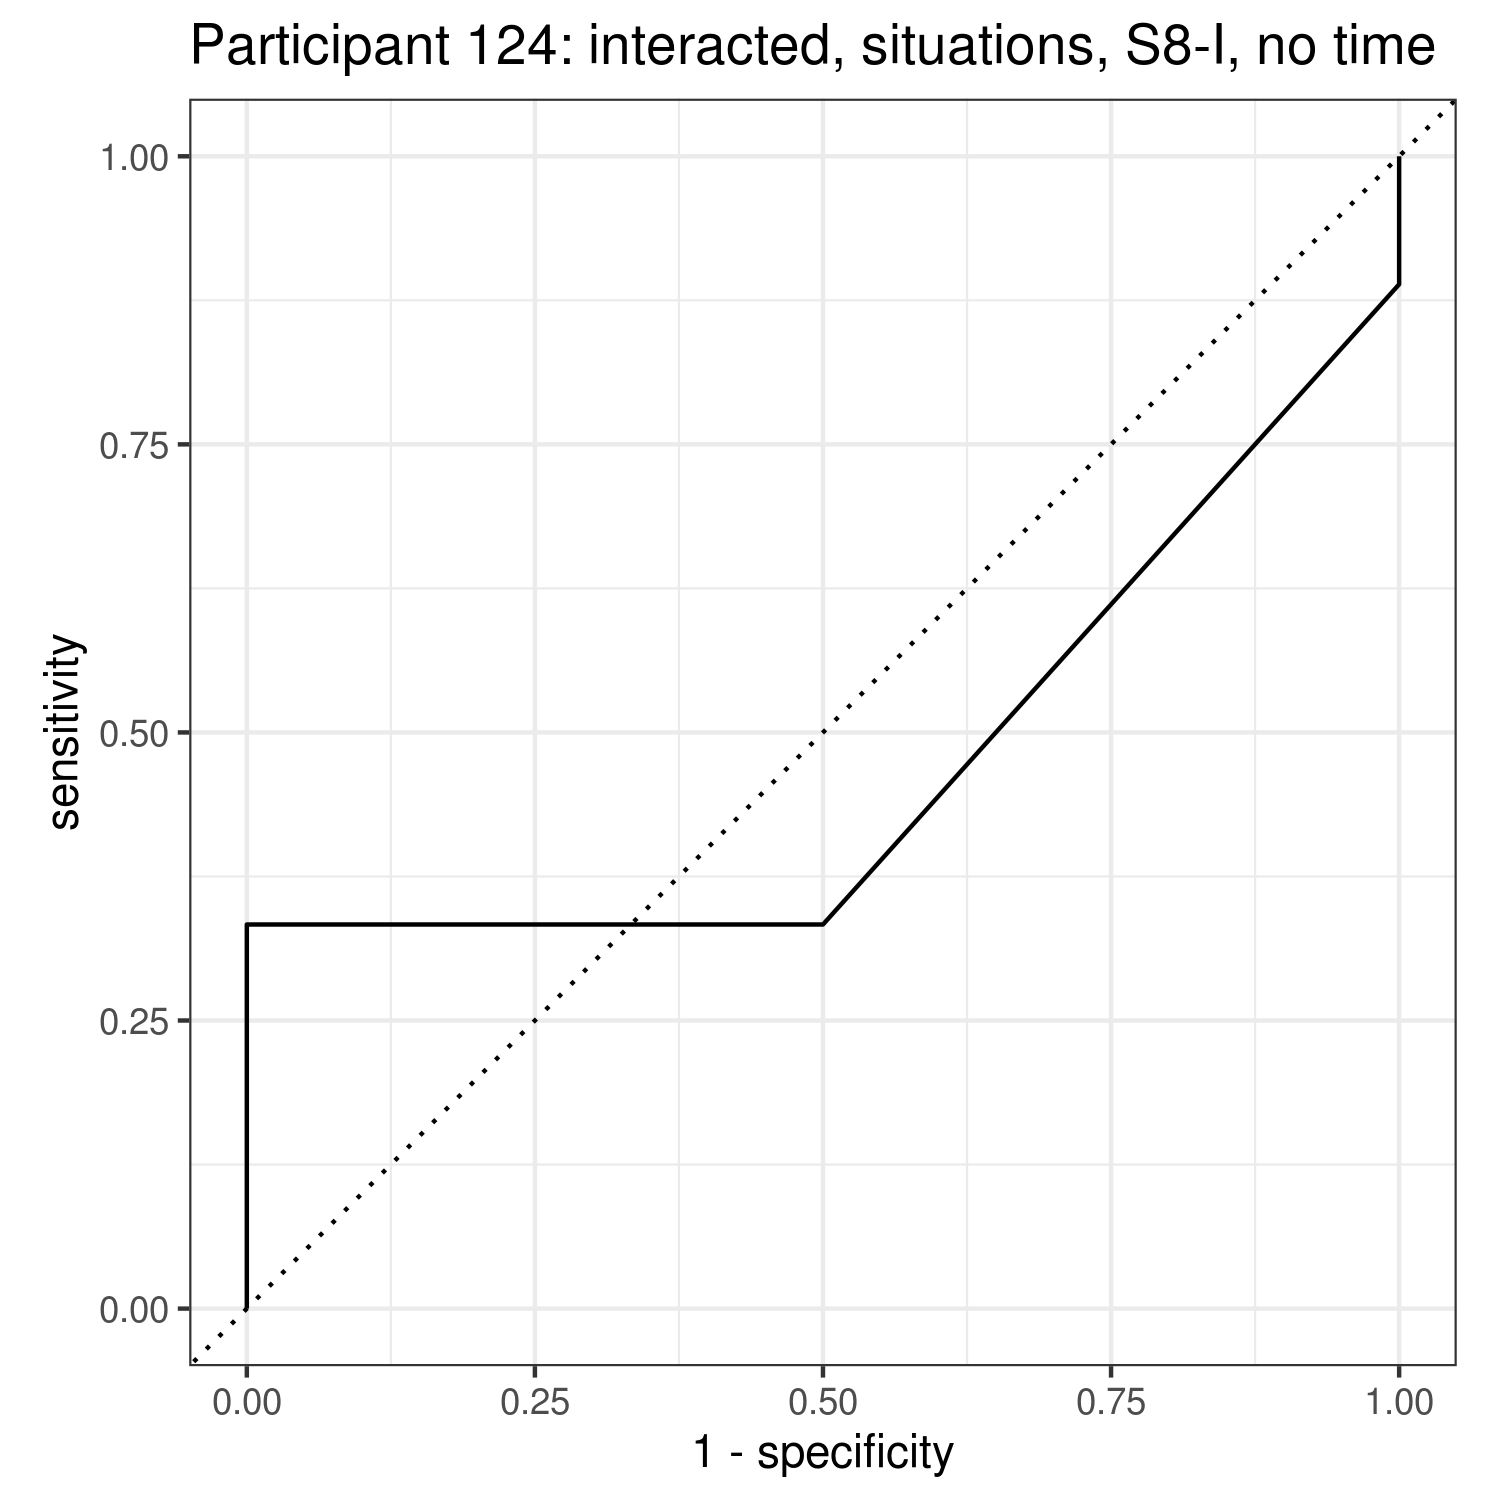 Participant 124: interacted, situations, S8-I, no time
1.00
0.75
0.50
0.25
0.00
sensitivity
0.00 0.25 0.50 0.75 1.00
1 - specificity